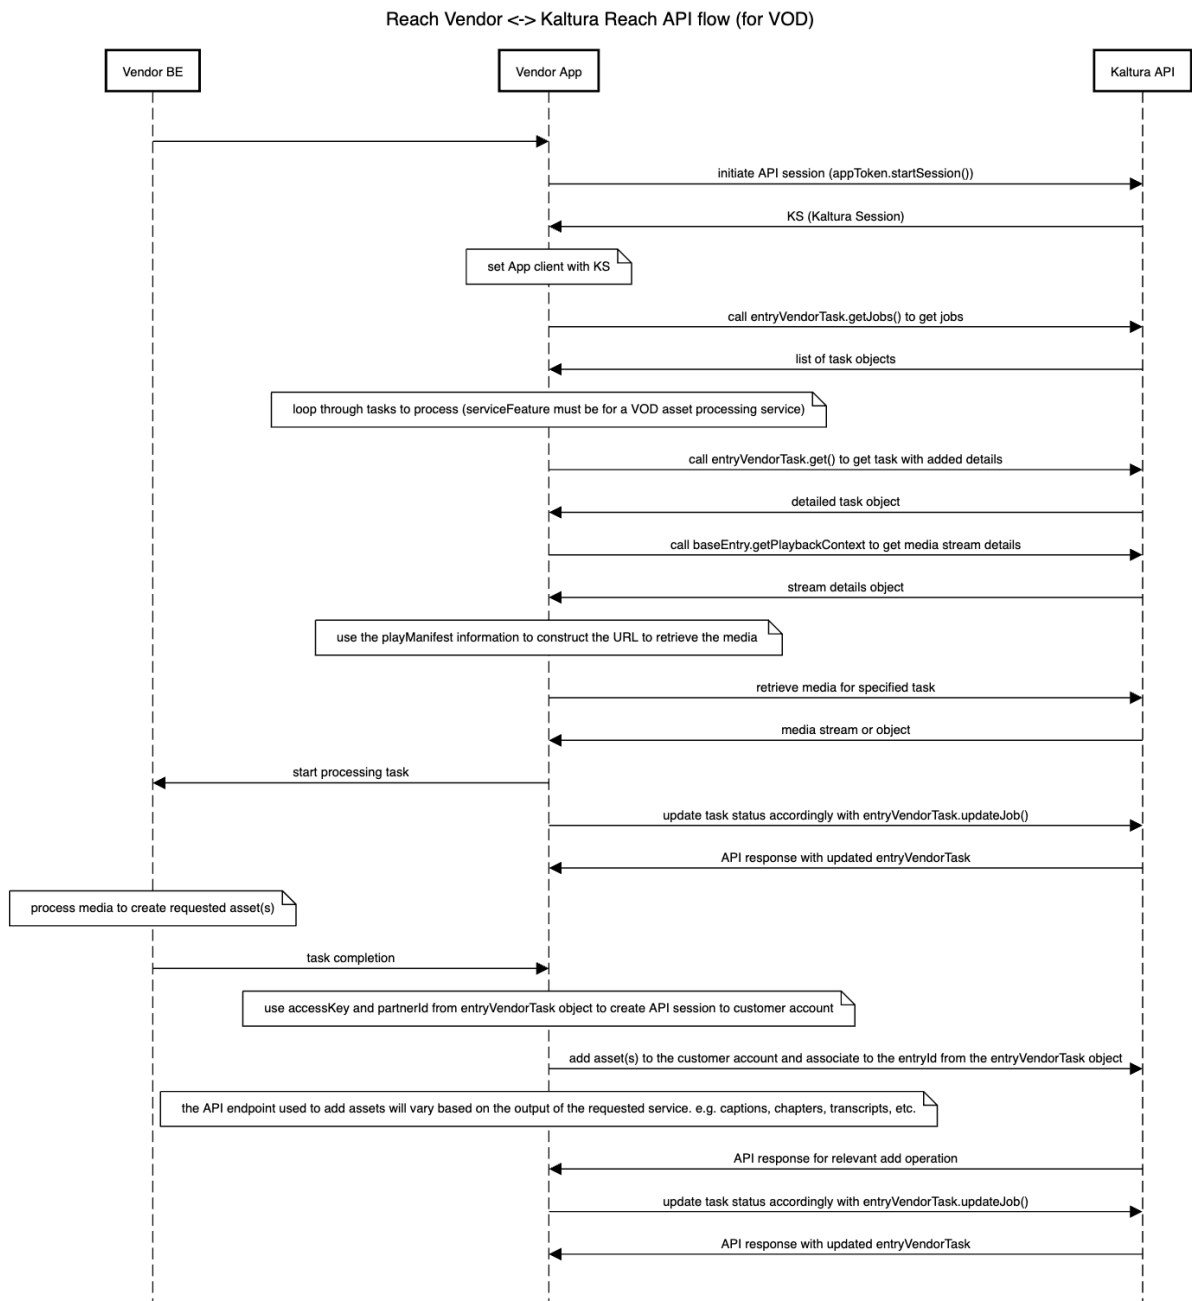 Reach Vendor <-> Kaltura Reach API flow (for VOD)
Vendor BE
Vendor App
Kaltura API
initiate API session (appToken.startSession())
KS (Kaltura Session)
set App client with KS
call entryVendorTask.getJobs() to get jobs
list of task objects
loop through tasks to process (serviceFeature must be for a VOD asset processing service)
call entryVendorTask.get() to get task with added details
detailed task object
call baseEntry.getPlaybackContext to get media stream details
stream details object
use the playManifest information to construct the URL to retrieve the media
retrieve media for specified task
media stream or object
start processing task
update task status accordingly with entryVendorTask.updateJob()
API response with updated entryVendorTask
process media to create requested asset(s)
task completion
use accessKey and partnerId from entryVendorTask object to create API session to customer account
add asset(s) to the customer account and associate to the entryId from the entryVendorTask object
the API endpoint used to add assets will vary based on the output of the requested service. e.g. captions, chapters, transcripts, etc.
API response for relevant add operation
update task status accordingly with entryVendorTask.updateJob()
API response with updated entryVendorTask